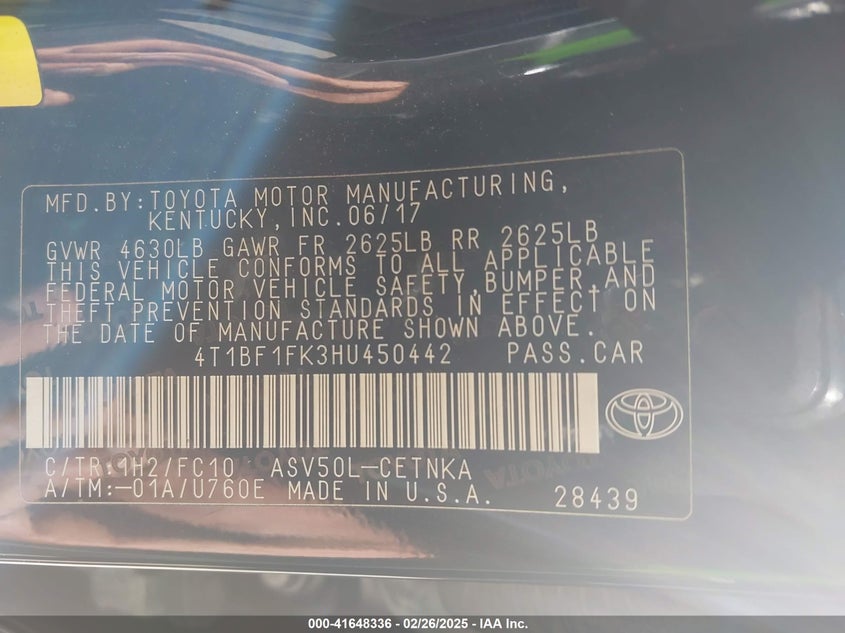 MFD.BY:TOYOTA MOTOR MANUFACTURING,
KENTUCKY,INC.06/17
GVWR 4630LB GAWR FR 2625LB RR 2625LB
THIS VEHICLE CONFORMS TO ALL APPLICABLE
FEDERAL MOTOR VEHICLE SAFETY,BUMPER,AND
THEFT PREVENTION STANDARDS IN EFFECT ON
THE DATE OF MANUFACTURE SHOWN ABOVE.
4T1BF1FK3HU450442 PASS.CAR
C/TR:1H2/FC10 ASV50L-CETNKA
A/TM:-01A/U760E MADE IN U.S.A. 28439
000-41648336 - 02/26/2025 - IAA Inc.